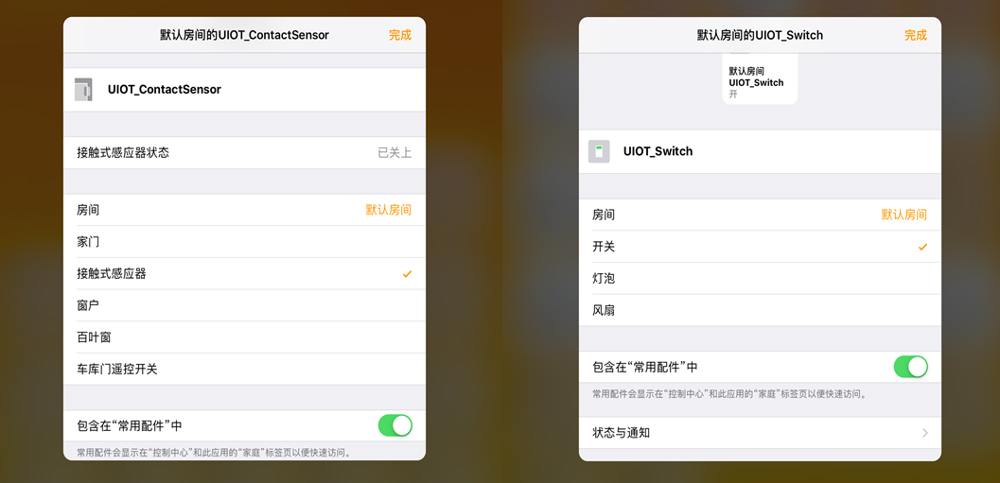 默认房间的UIOT_ContactSensor
完成
UIOT_ContactSensor
接触式感应器状态
已关上
房间
默认房间
家门
接触式感应器
窗户
百叶窗
车库门遥控开关
包含在“常用配件”中
常用配件会显示在“控制中心”和此应用的“家庭”标签页以便快速访问。
默认房间的UIOT_Switch
完成
默认房间
UIOT_Switch
开
UIOT_Switch
房间
默认房间
开关
灯泡
风扇
包含在“常用配件”中
常用配件会显示在“控制中心”和此应用的“家庭”标签页以便快速访问。
状态与通知